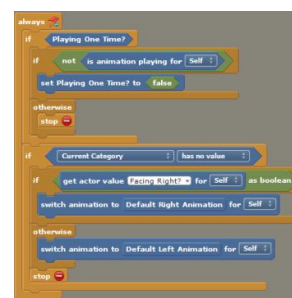 always
if Playing One Time?
if not is animation playing for Self
set Playing One Time? to false
otherwise
stop
if Current Category has no value
if get actor value Facing Right? for Self as boolean
switch animation to Default Right Animation for Self
otherwise
switch animation to Default Left Animation for Self
stop